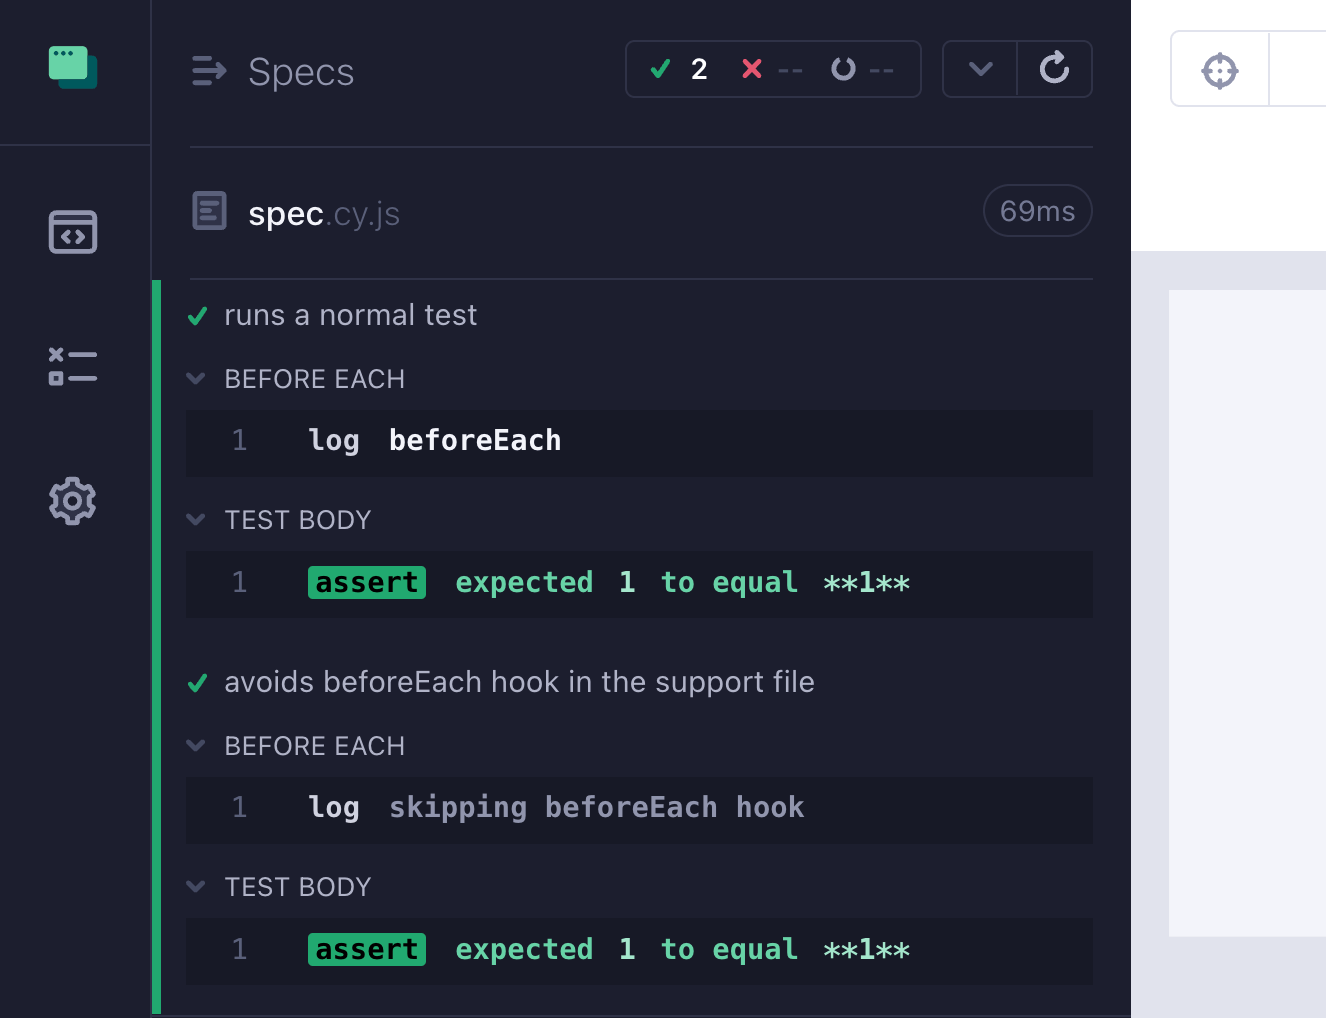 Specs 2 -- --
spec.cy.js 69ms
runs a normal test
BEFORE EACH
1 log beforeEach
TEST BODY
1 assert expected 1 to equal **1**
avoids beforeEach hook in the support file
BEFORE EACH
1 log skipping beforeEach hook
TEST BODY
1 assert expected 1 to equal **1**